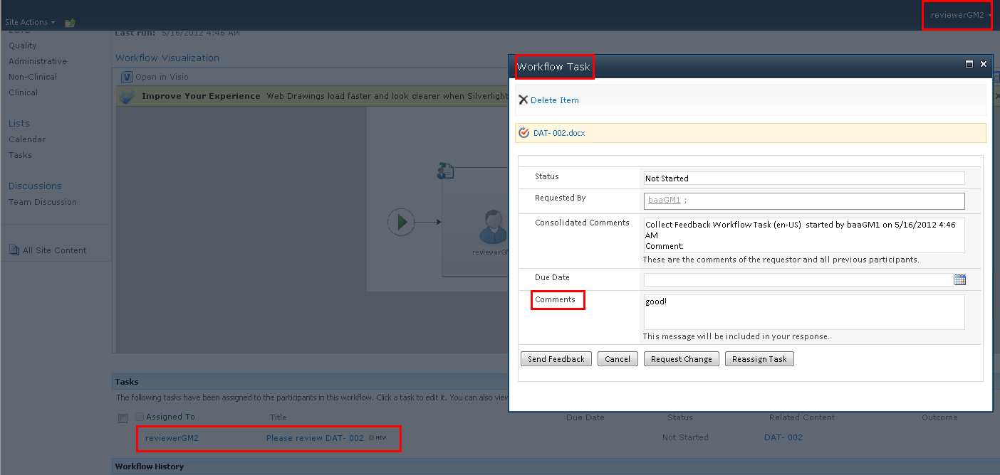 Site Actions
reviewerGM2
Quality
Administrative
Non-Clinical
Clinical
Lists
Calendar
Tasks
Discussions
Team Discussion
All Site Content
Last run: 5/16/2012 4:46 AM
Workflow Visualization
Open in Visio
Improve Your Experience Web Drawings load faster and look clearer when Silverlight
Workflow Task
Delete Item
DAT- 002.docx
Status
Not Started
Requested By
baaGM1 ;
Consolidated Comments
Collect Feedback Workflow Task (en-US) started by baaGM1 on 5/16/2012 4:46
AM
Comment:
These are the comments of the requestor and all previous participants.
Due Date
Comments
good!
This message will be included in your response.
Send Feedback Cancel Request Change Reassign Task
Tasks
The following tasks have been assigned to the participants in this workflow. Click a task to edit it. You can also view
Assigned To Title Due Date Status Related Content Outcome
reviewerGM2 Please review DAT- 002 NEW Not Started DAT- 002
Workflow History